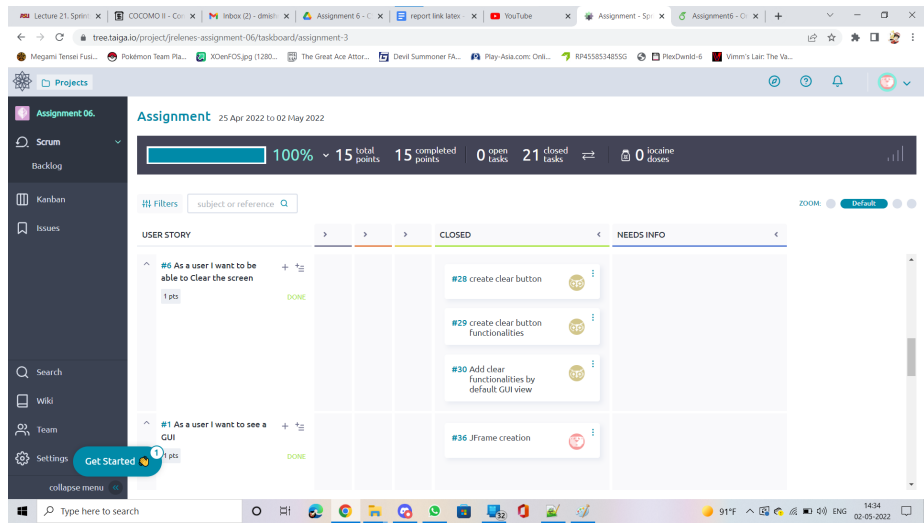 Lecture 21. Sprint
COCOMO II - Con
Inbox (2) - dmish
Assignment 6 - C
report link latex -
YouTube
Assignment - Spr
Assignment6 - O
tree.taiga.io/project/jrelenes-assignment-06/taskboard/assignment-3
Megami Tensei Fusi...
Pokémon Team Pla...
XOenFOS.jpg (1280...
The Great Ace Attor...
Devil Summoner FA...
Play-Asia.com: Onli...
RP4558534855G
PlexDwnld-6
Vimm's Lair: The Va...
Projects
Assignment 06.
Scrum
Backlog
Kanban
Issues
Search
Wiki
Team
Settings
Get Started
1
collapse menu
Assignment 25 Apr 2022 to 02 May 2022
100%
15 total points
15 completed points
0 open tasks
21 closed tasks
0 iocaine doses
Filters
subject or reference
ZOOM:
Default
USER STORY
CLOSED
NEEDS INFO
#6 As a user I want to be
able to Clear the screen
1 pts
DONE
#28 create clear button
#29 create clear button
functionalities
#30 Add clear
functionalities by
default GUI view
#1 As a user I want to see a
GUI
pts
DONE
#36 JFrame creation
Type here to search
32
91°F
ENG
14:34
02-05-2022